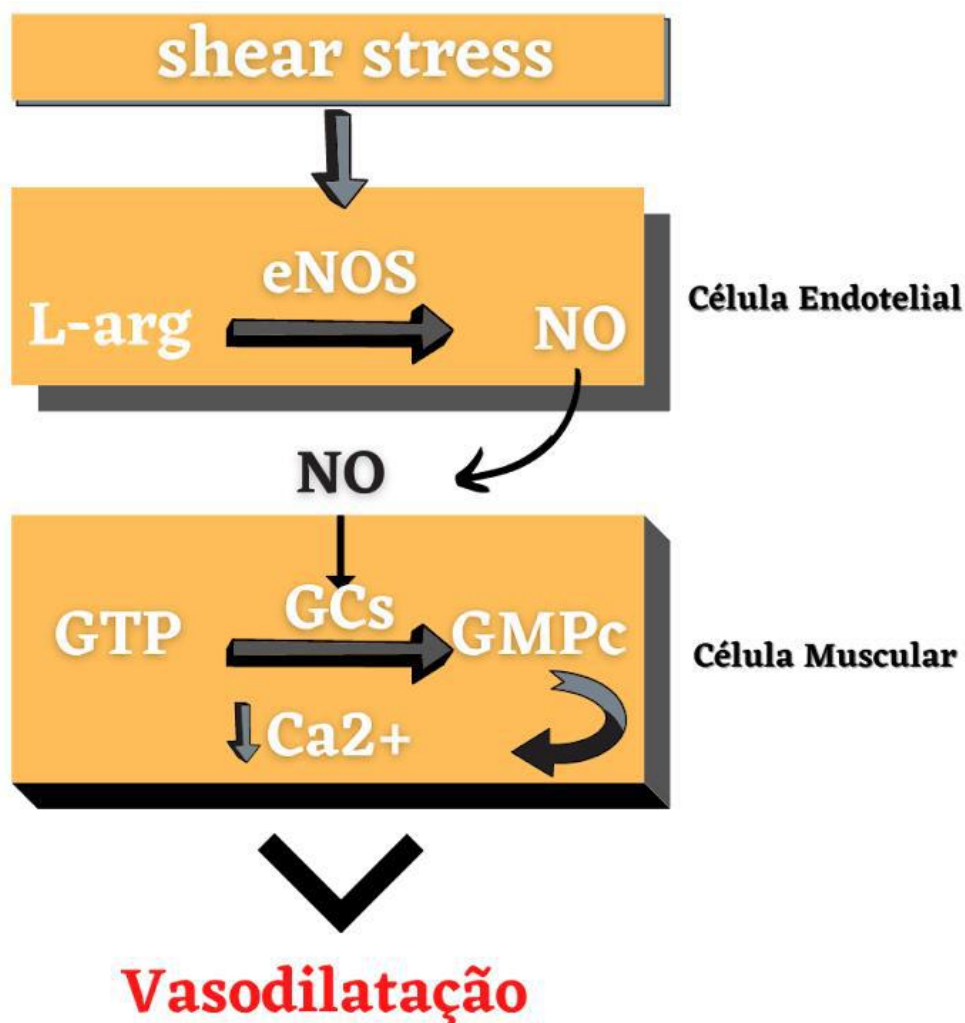 shear stress
eNOS
L-arg
NO
Célula Endotelial
NO
GCs
GTP
GMPc
Célula Muscular
Ca2+
Vasodilatação